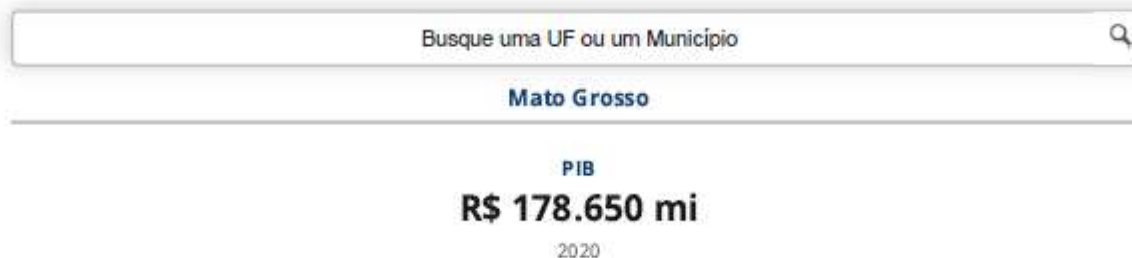 Busque uma UF ou um Município
Mato Grosso
PIB
R$ 178.650 mi
2020